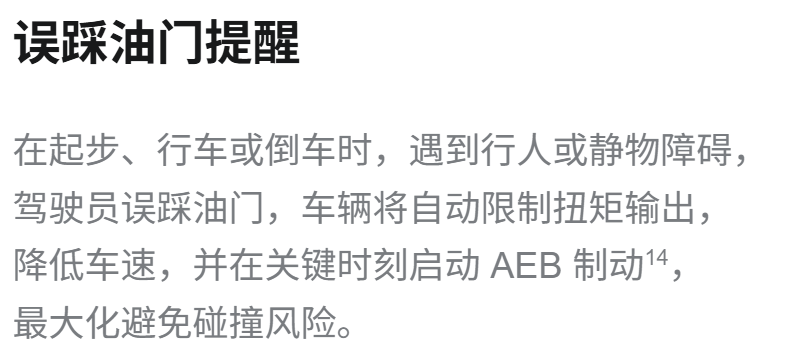 误踩油门提醒
在起步、行车或倒车时，遇到行人或静物障碍，
驾驶员误踩油门，车辆将自动限制扭矩输出，
降低车速，并在关键时刻启动 AEB 制动¹⁴，
最大化避免碰撞风险。